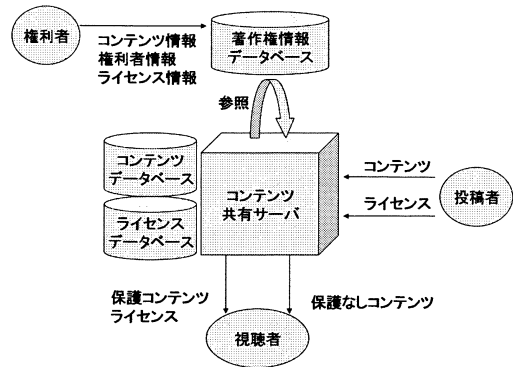 権利者
コンテンツ情報
権利者情報
ライセンス情報
著作権情報
データベース
参照
コンテンツ
データベース
ライセンス
データベース
コンテンツ
共有サーバ
コンテンツ
ライセンス
投稿者
保護コンテンツ
ライセンス
保護なしコンテンツ
視聴者